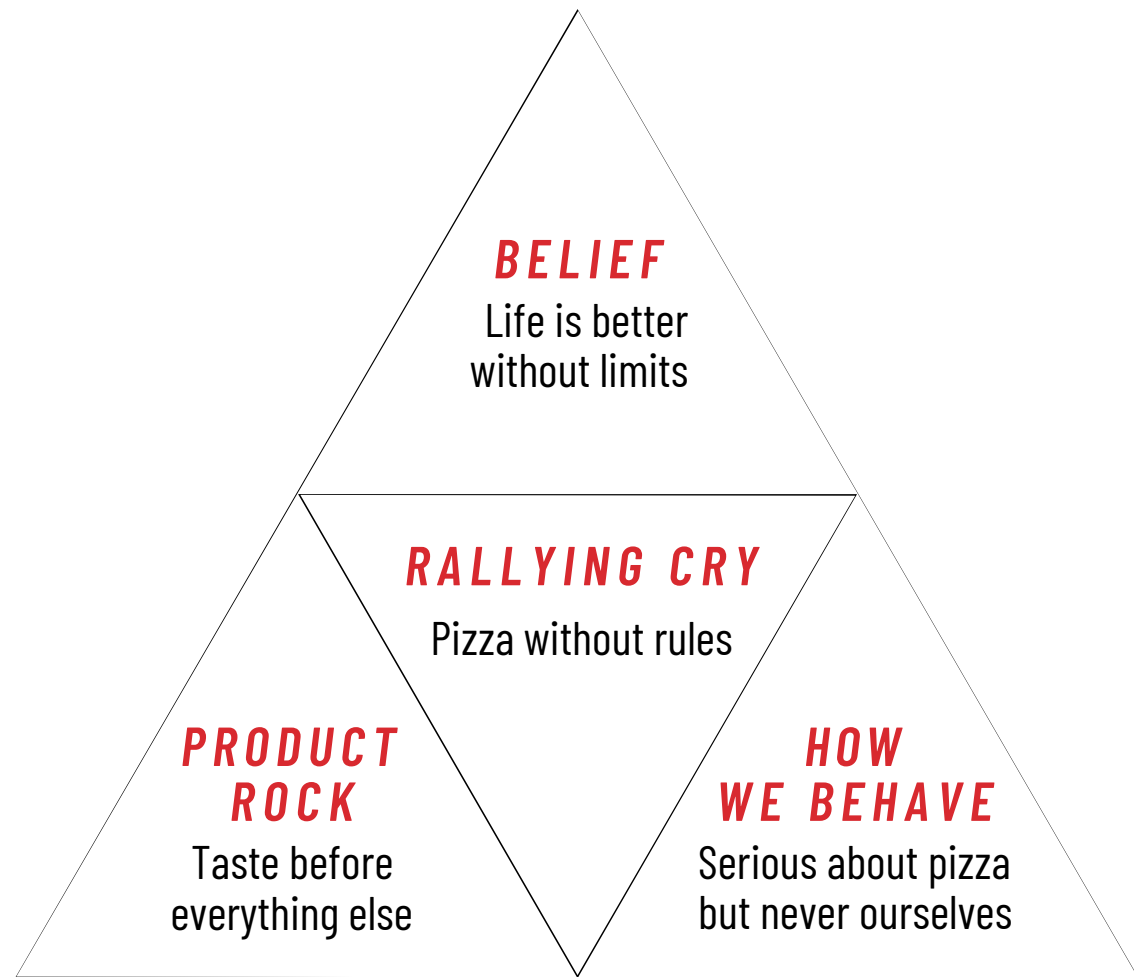 BELIEF
Life is better
without limits
RALLYING CRY
Pizza without rules
PRODUCT
ROCK
Taste before
everything else
HOW
WE BEHAVE
Serious about pizza
but never ourselves